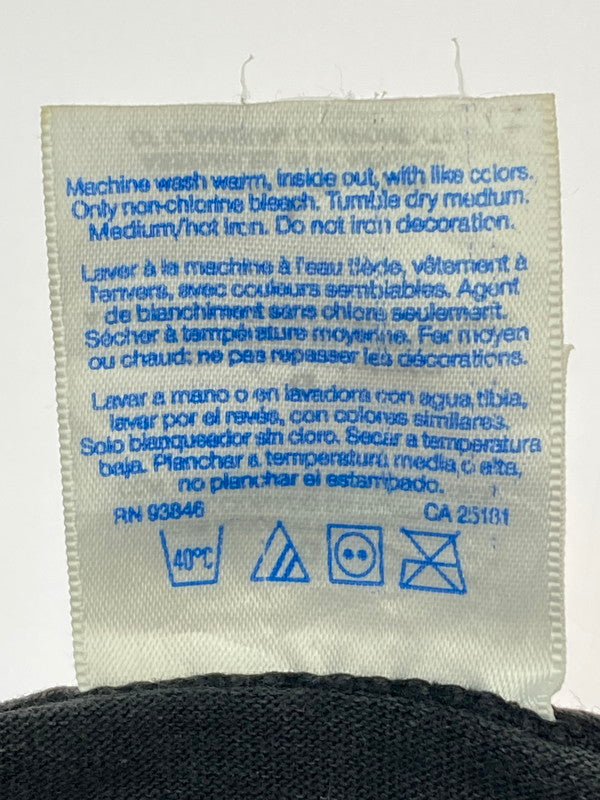 Machine wash warm, inside out, with like colors.
Only non-chlorine bleach. Tumble dry medium.
Medium/hot iron. Do not iron decoration.
Laver à la machine à l'eau tiède, vêtement à
l'envers, avec couleurs semblables. Agent
de blanchiment sans chlore seulement.
Sécher à température moyenne. Fer moyen
ou chaud; ne pas repasser les décorations.
Lavar a mano o en lavadora con agua tibia,
lavar por el revés, con colores similares.
Solo blanqueador sin cloro. Secar a temperatura
baja. Planchar a temperatura media o alta,
no planchar el estampado.
RN 93846 CA 25101
40°C